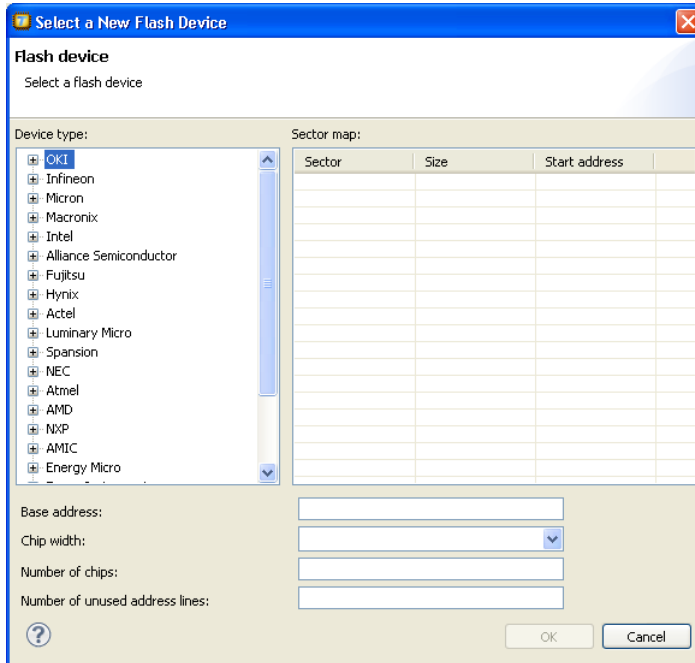 Select a New Flash Device
Flash device
Select a flash device
Device type:
Sector map:
OKI
Infineon
Micron
Macronix
Intel
Alliance Semiconductor
Fujitsu
Hynix
Actel
Luminary Micro
Spansion
NEC
Atmel
AMD
NXP
AMIC
Energy Micro
Sector Size Start address
Base address:
Chip width:
Number of chips:
Number of unused address lines:
? OK Cancel